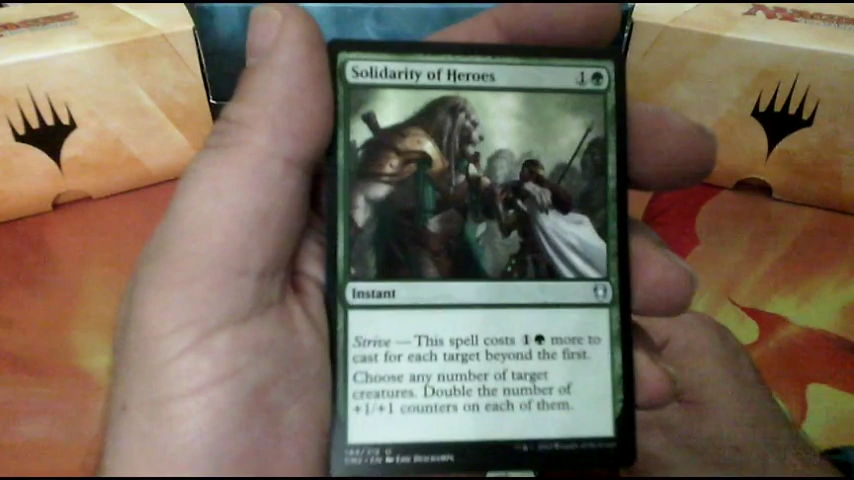 Solidarity of Heroes 1
Instant
Strive — This spell costs 1 more to
cast for each target beyond the first.
Choose any number of target
creatures. Double the number of
+1/+1 counters on each of them.